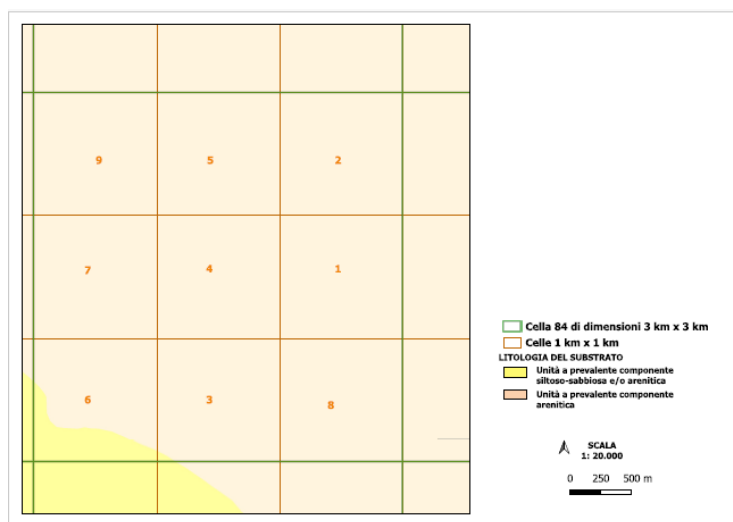 9 5 2
7 4 1
6 3 8
Cella 84 di dimensioni 3 km x 3 km
Celle 1 km x 1 km
LITOLOGIA DEL SUBSTRATO
Unità a prevalente componente
siltoso-sabbiosa e/o arenitica
Unità a prevalente componente
arenitica
SCALA
1: 20.000
0 250 500 m